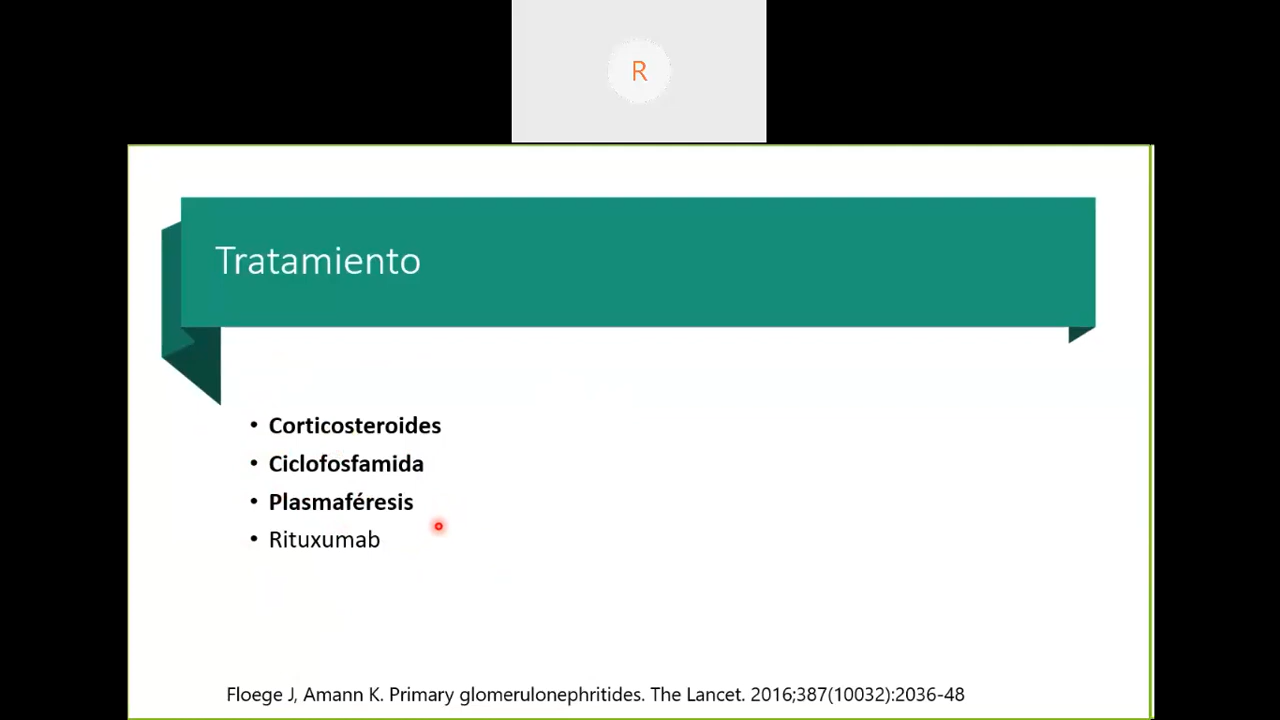 R
Tratamiento
• Corticosteroides
• Ciclofosfamida
• Plasmaféresis
• Rituxumab
Floege J, Amann K. Primary glomerulonephritides. The Lancet. 2016;387(10032):2036-48